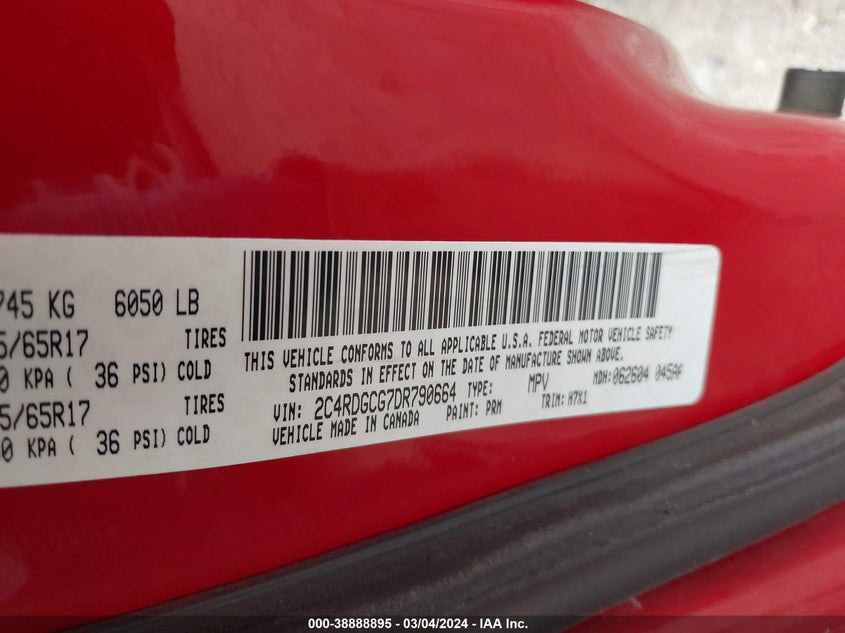 745 KG 6050 LB
5/65R17 TIRES
0 KPA ( 36 PSI) COLD
5/65R17 TIRES
0 KPA ( 36 PSI) COLD
THIS VEHICLE CONFORMS TO ALL APPLICABLE U.S.A. FEDERAL MOTOR VEHICLE SAFETY
STANDARDS IN EFFECT ON THE DATE OF MANUFACTURE SHOWN ABOVE.
VIN: 2C4RDGCG7DR790664 TYPE: MPV MDH: 062604 045AA
VEHICLE MADE IN CANADA PAINT: PRM TRIM: H7X1
000-38888895 — 03/04/2024 — IAA Inc.